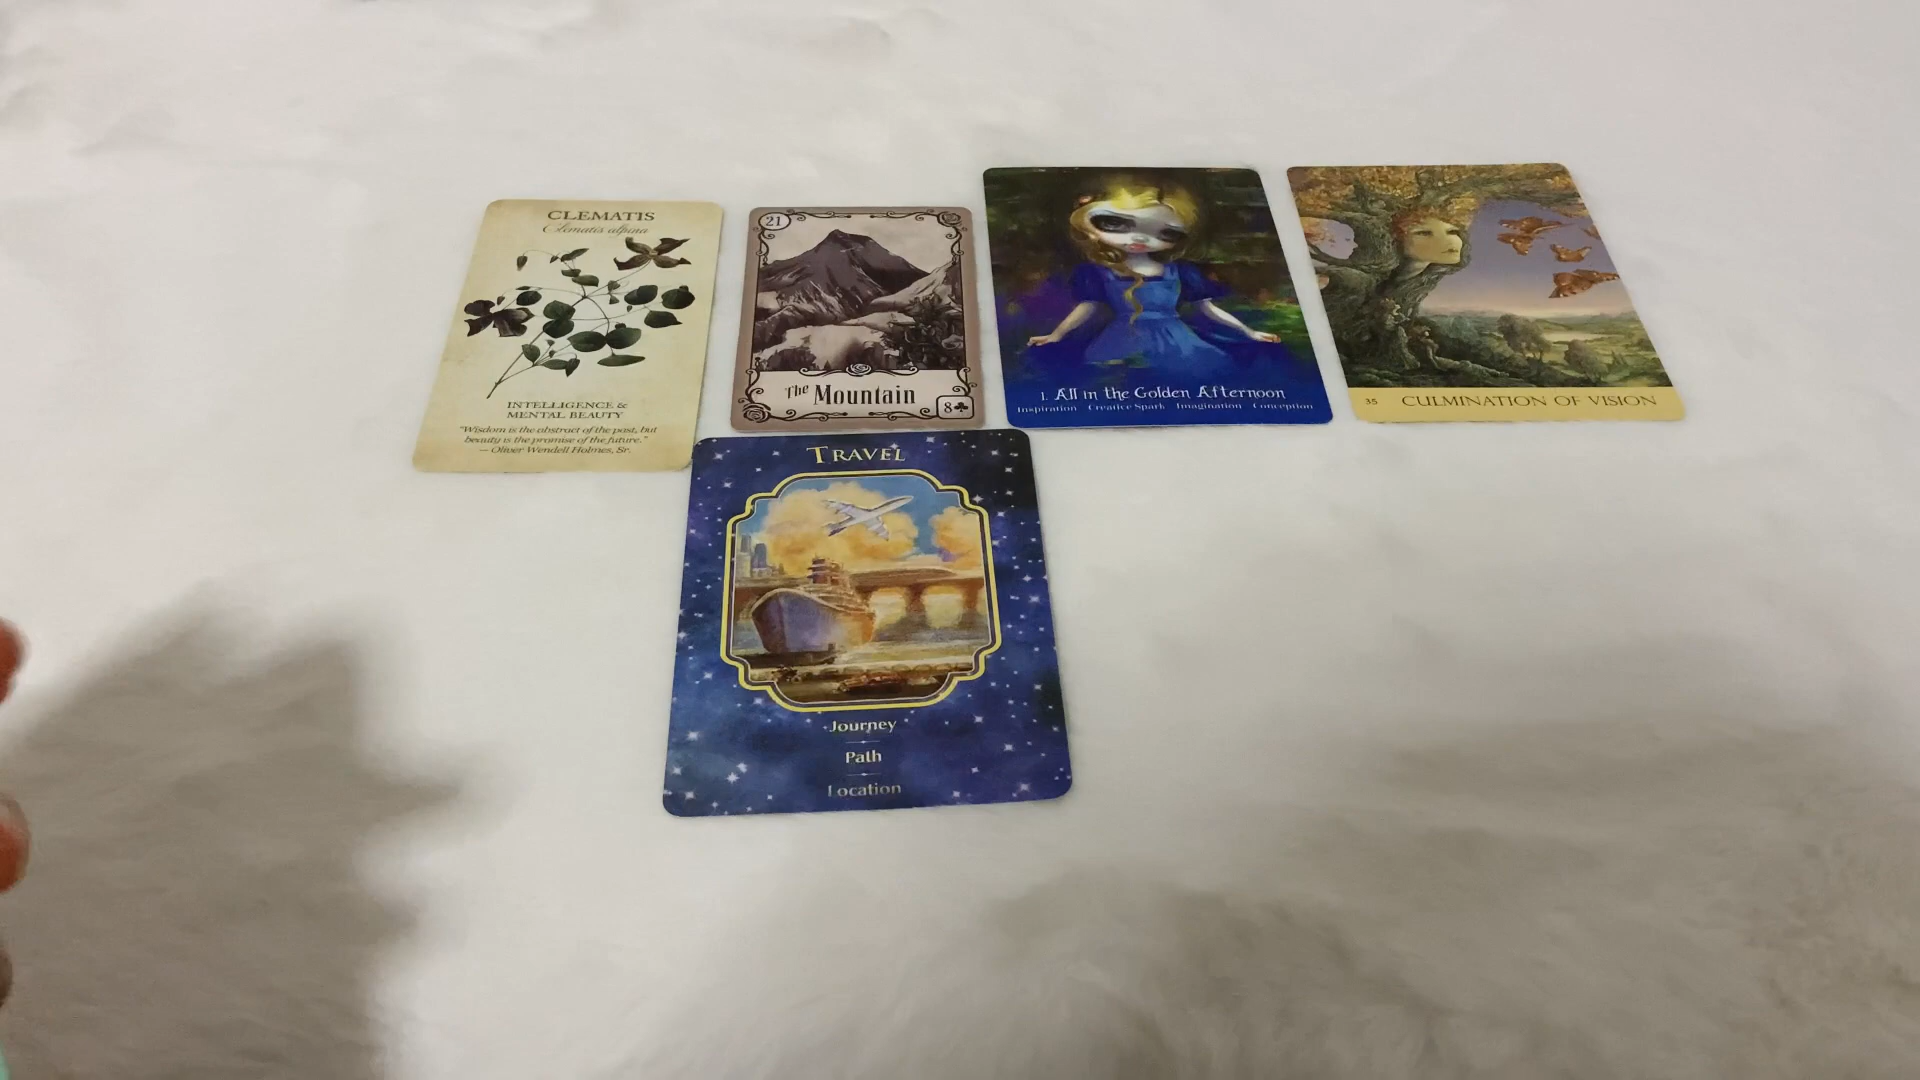 CLEMATIS
Clematis alpina
INTELLIGENCE &
MENTAL BEAUTY
"Wisdom is the abstract of the past, but
beauty is the promise of the future."
— Oliver Wendell Holmes, Sr.
21
The Mountain
8♣
1. All in the Golden Afternoon
Inspiration Creative Spark Imagination Conception
35 CULMINATION OF VISION
TRAVEL
Journey
Path
Location